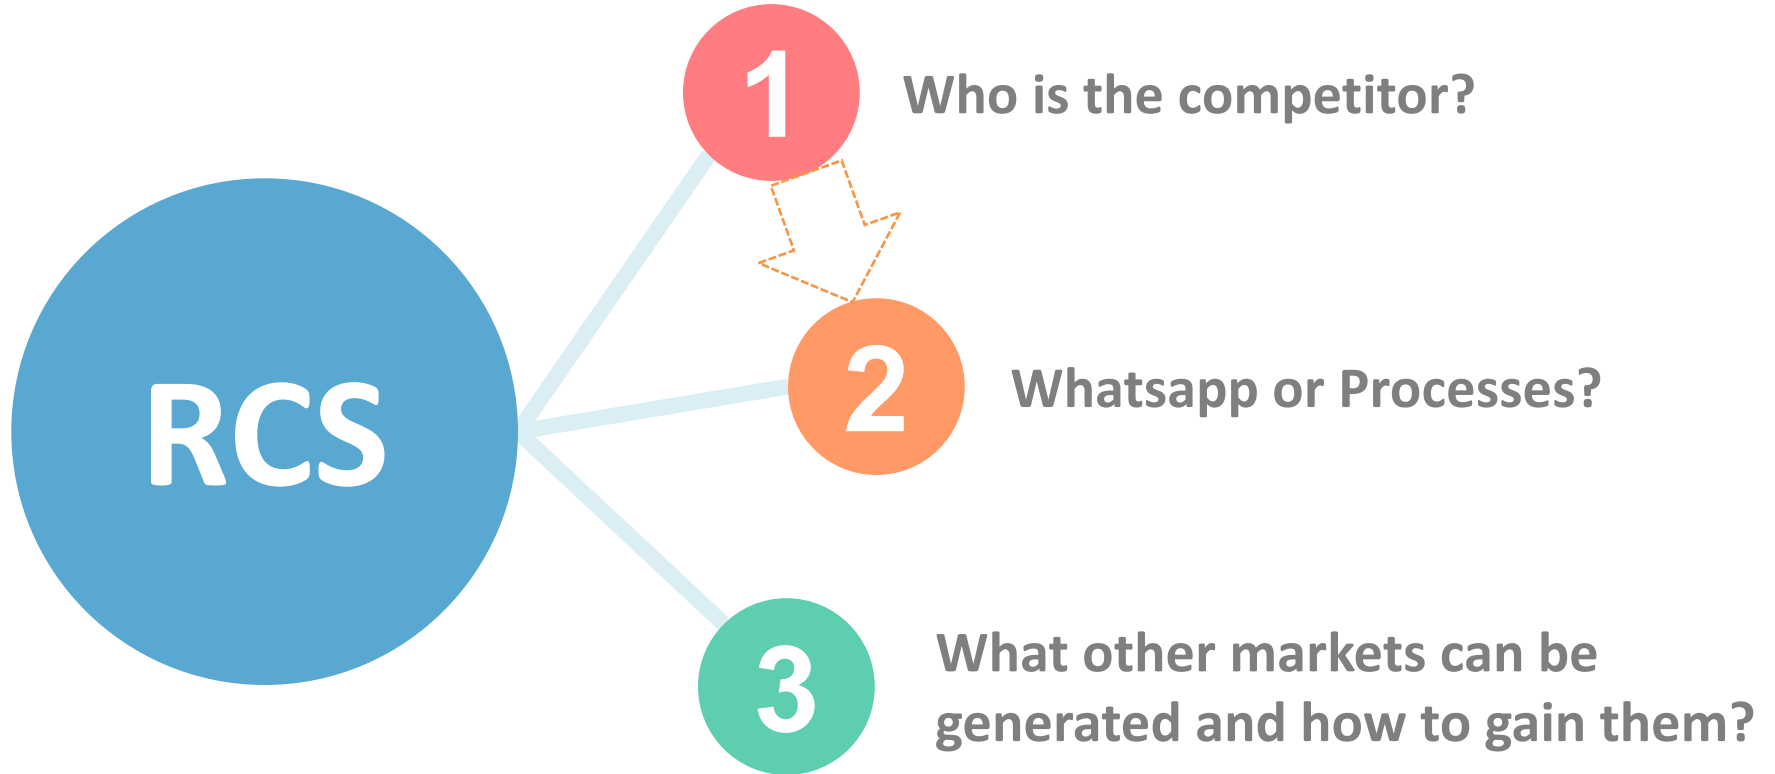 RCS
1
Who is the competitor?
2
Whatsapp or Processes?
3
What other markets can be
generated and how to gain them?